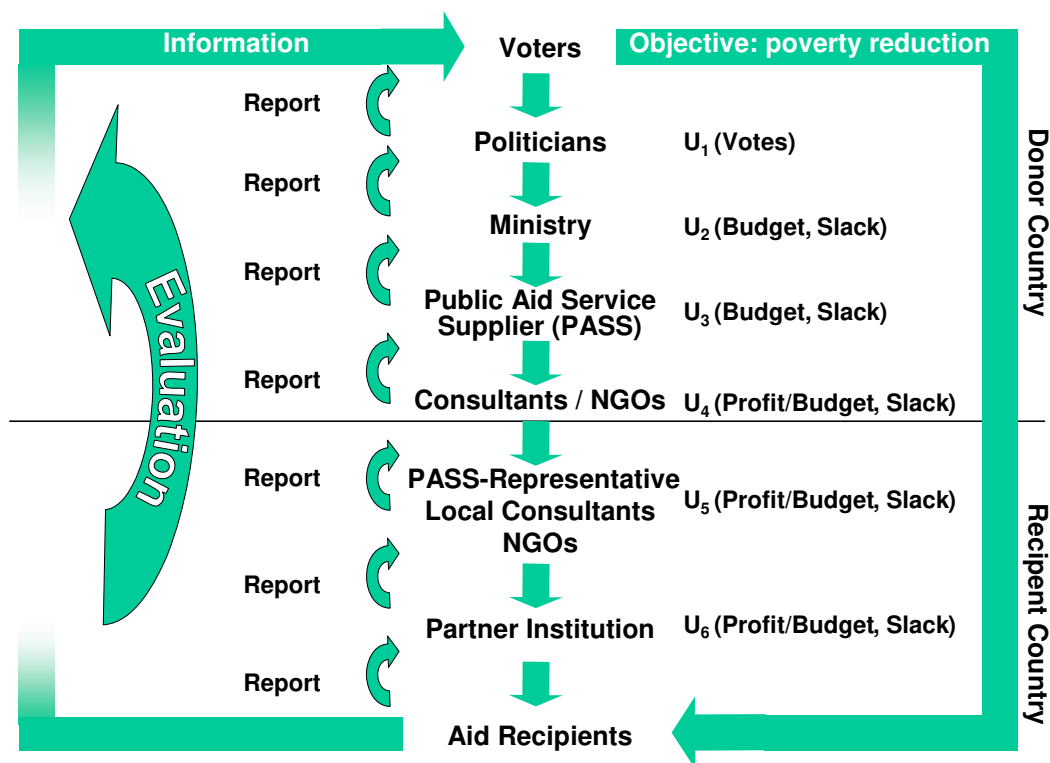 Information
Voters
Objective: poverty reduction
Report
Politicians
U1 (Votes)
Report
Ministry
U2 (Budget, Slack)
Report
Public Aid Service
Supplier (PASS)
U3 (Budget, Slack)
Report
Consultants / NGOs
U4 (Profit/Budget, Slack)
Donor Country
Evaluation
Report
PASS-Representative
Local Consultants
NGOs
U5 (Profit/Budget, Slack)
Report
Partner Institution
U6 (Profit/Budget, Slack)
Report
Aid Recipients
Recipent Country